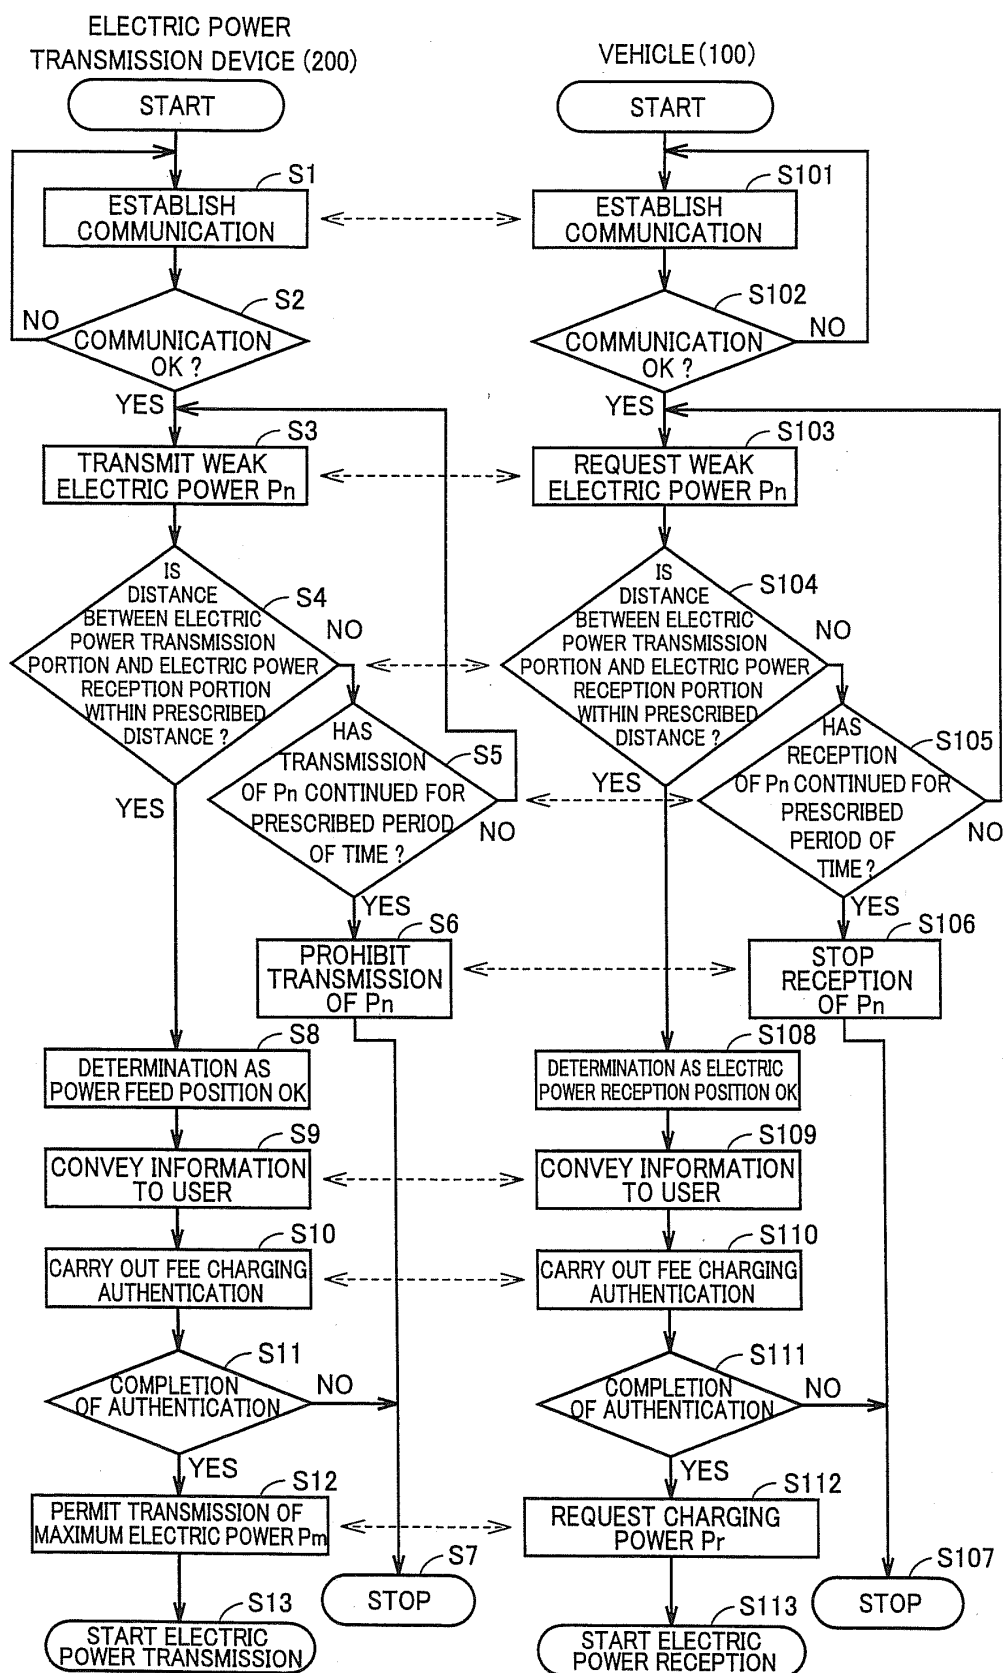 ELECTRIC POWER
TRANSMISSION DEVICE (200)
START
S1
ESTABLISH
COMMUNICATION
S2
NO
COMMUNICATION
OK ?
YES
S3
TRANSMIT WEAK
ELECTRIC POWER Pn
S4
IS
DISTANCE
BETWEEN ELECTRIC
POWER TRANSMISSION
PORTION AND ELECTRIC POWER
RECEPTION PORTION
WITHIN PRESCRIBED
DISTANCE ?
NO
YES
S5
HAS
TRANSMISSION
OF Pn CONTINUED FOR
PRESCRIBED PERIOD
OF TIME ?
NO
YES
S6
PROHIBIT
TRANSMISSION
OF Pn
S8
DETERMINATION AS
POWER FEED POSITION OK
S9
CONVEY INFORMATION
TO USER
S10
CARRY OUT FEE CHARGING
AUTHENTICATION
S11
COMPLETION
OF AUTHENTICATION
NO
YES
S12
PERMIT TRANSMISSION OF
MAXIMUM ELECTRIC POWER Pm
S7
STOP
S13
START ELECTRIC
POWER TRANSMISSION
VEHICLE (100)
START
S101
ESTABLISH
COMMUNICATION
S102
COMMUNICATION
OK ?
NO
YES
S103
REQUEST WEAK
ELECTRIC POWER Pn
S104
IS
DISTANCE
BETWEEN ELECTRIC
POWER TRANSMISSION
PORTION AND ELECTRIC POWER
RECEPTION PORTION
WITHIN PRESCRIBED
DISTANCE ?
NO
YES
S105
HAS
RECEPTION
OF Pn CONTINUED FOR
PRESCRIBED
PERIOD OF
TIME ?
NO
YES
S106
STOP
RECEPTION
OF Pn
S108
DETERMINATION AS ELECTRIC
POWER RECEPTION POSITION OK
S109
CONVEY INFORMATION
TO USER
S110
CARRY OUT FEE CHARGING
AUTHENTICATION
S111
COMPLETION
OF AUTHENTICATION
NO
YES
S112
REQUEST CHARGING
POWER Pr
S107
STOP
S113
START ELECTRIC
POWER RECEPTION